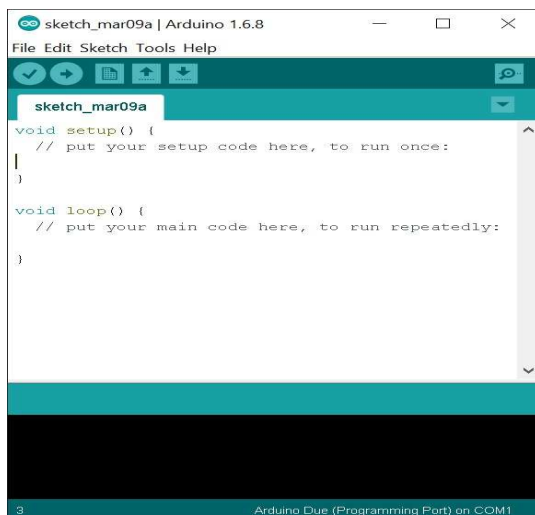 sketch_mar09a | Arduino 1.6.8
File Edit Sketch Tools Help
sketch_mar09a
void setup() {
  // put your setup code here, to run once:

}

void loop() {
  // put your main code here, to run repeatedly:

}
3 Arduino Due (Programming Port) on COM1